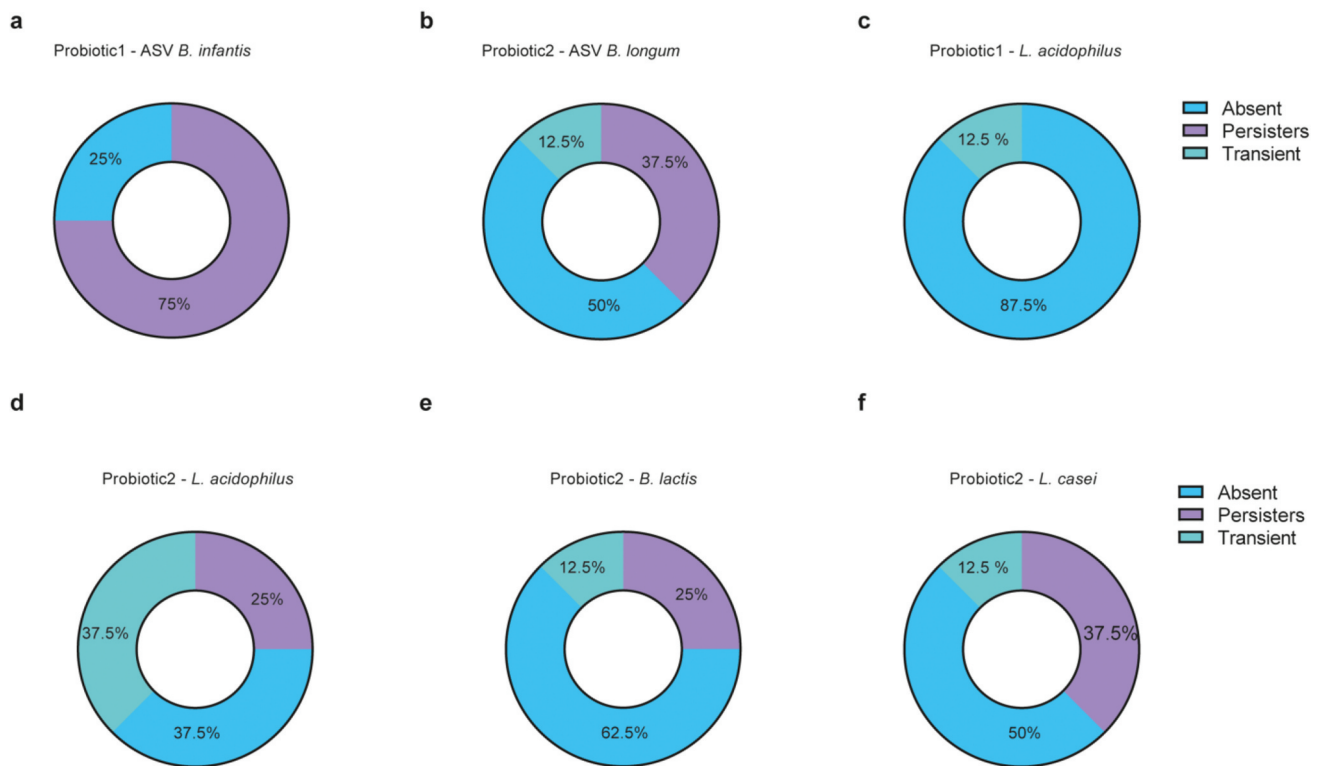 a
b
c
Probiotic1 - ASV B. infantis
Probiotic2 - ASV B. longum
Probiotic1 - L. acidophilus
Absent
Persisters
Transient
25%
75%
12.5%
37.5%
50%
12.5 %
87.5%
d
e
f
Probiotic2 - L. acidophilus
Probiotic2 - B. lactis
Probiotic2 - L. casei
Absent
Persisters
Transient
25%
37.5%
37.5%
12.5%
25%
62.5%
12.5 %
37.5%
50%